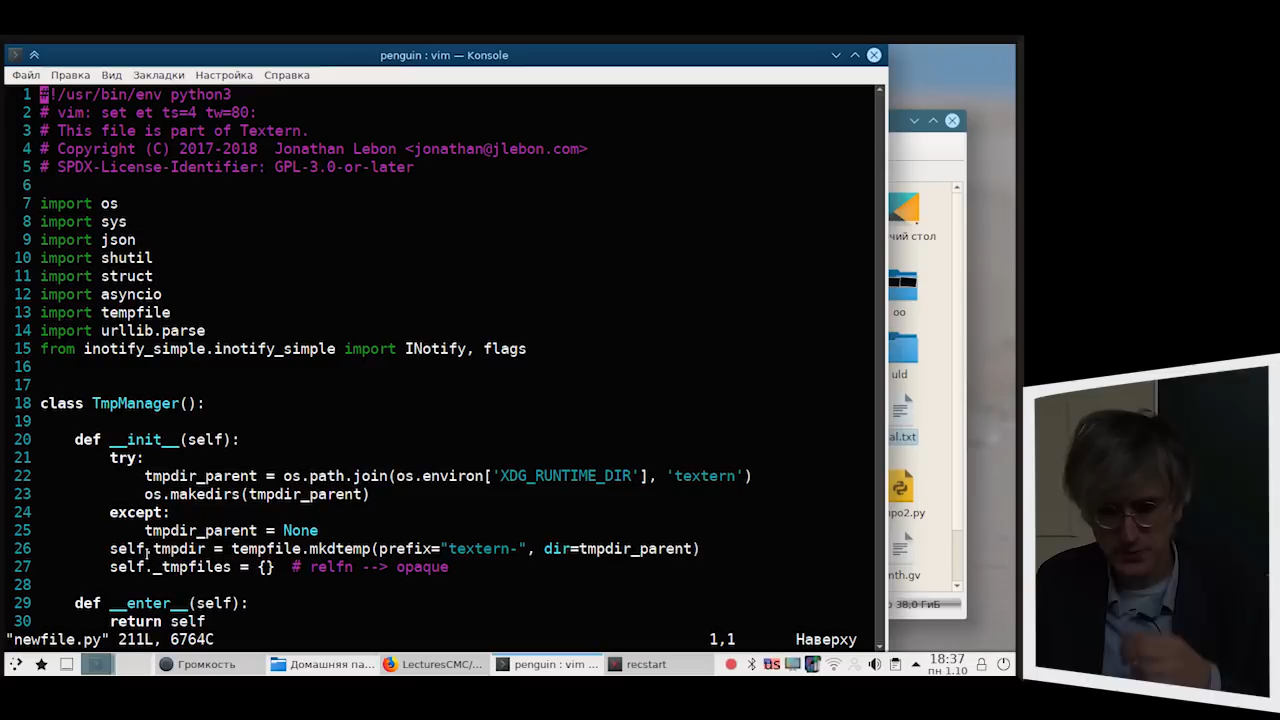 penguin : vim — Konsole
Файл Правка Вид Закладки Настройка Справка
1 #!/usr/bin/env python3
2 # vim: set et ts=4 tw=80:
3 # This file is part of Textern.
4 # Copyright (C) 2017-2018  Jonathan Lebon <jonathan@jlebon.com>
5 # SPDX-License-Identifier: GPL-3.0-or-later
6
7 import os
8 import sys
9 import json
10 import shutil
11 import struct
12 import asyncio
13 import tempfile
14 import urllib.parse
15 from inotify_simple.inotify_simple import INotify, flags
16
17
18 class TmpManager():
19
20     def __init__(self):
21         try:
22             tmpdir_parent = os.path.join(os.environ['XDG_RUNTIME_DIR'], 'textern')
23             os.makedirs(tmpdir_parent)
24         except:
25             tmpdir_parent = None
26         self.tmpdir = tempfile.mkdtemp(prefix="textern-", dir=tmpdir_parent)
27         self._tmpfiles = {}  # relfn --> opaque
28
29     def __enter__(self):
30         return self
"newfile.py" 211L, 6764C 1,1 Наверху
чий стол
oo
uld
al.txt
po2.py
nth.gv
38,0 ГиБ
Громкость
Домашняя па...
LecturesCMC/...
penguin : vim ...
recstart
us
18:37
пн 1.10